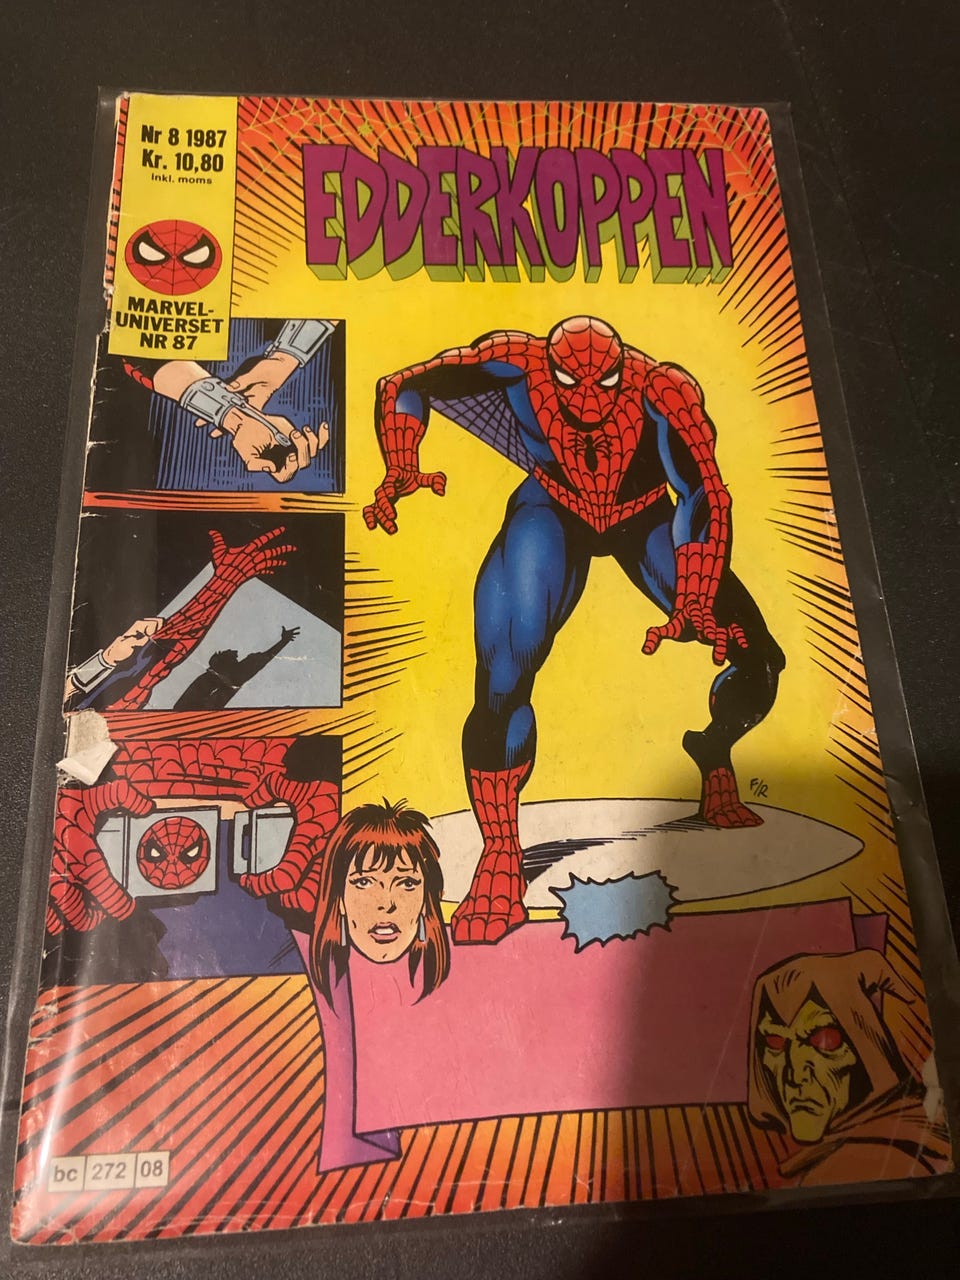 Nr 8 1987
Kr. 10,80
Inkl. moms
MARVEL-
UNIVERSET
NR 87
EDDERKOPPEN
F/R
bc 272 08